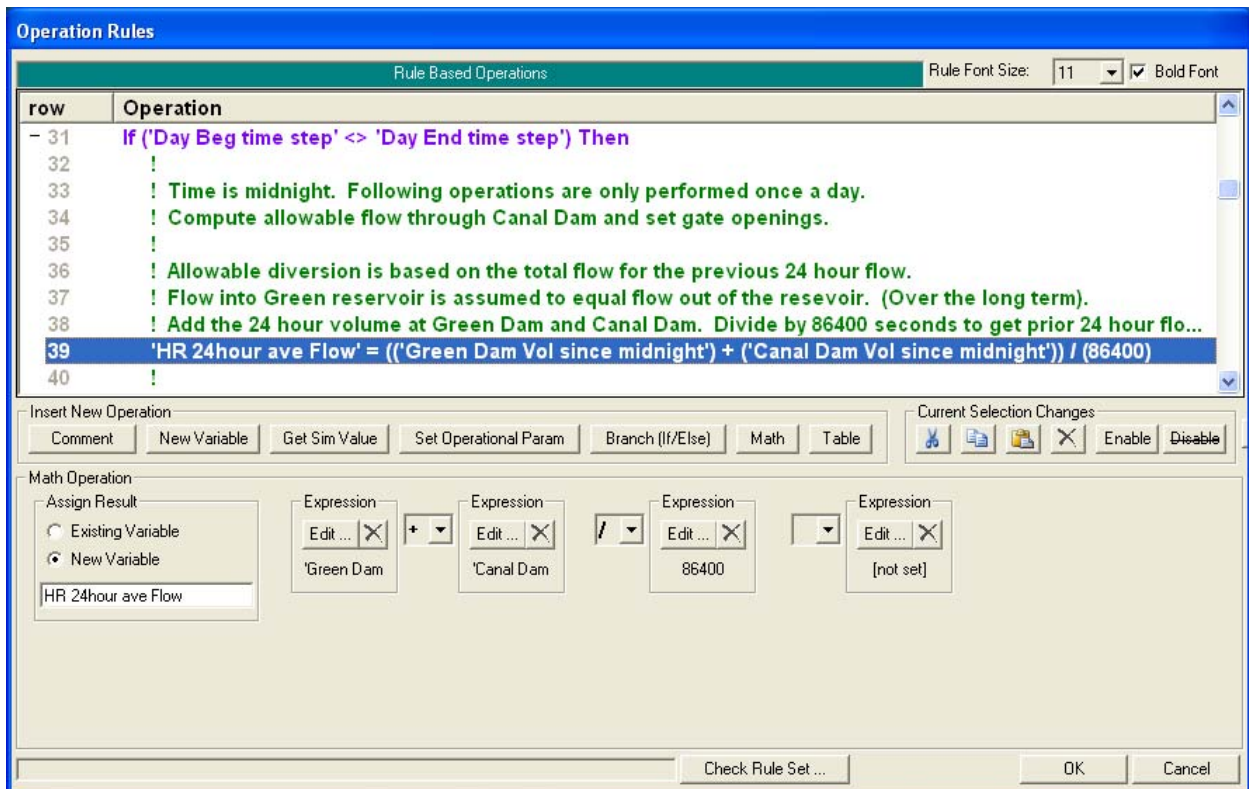 Operation Rules
Rule Based Operations Rule Font Size: 11 Bold Font
row Operation
- 31 If ('Day Beg time step' <> 'Day End time step') Then
32 !
33 ! Time is midnight. Following operations are only performed once a day.
34 ! Compute allowable flow through Canal Dam and set gate openings.
35 !
36 ! Allowable diversion is based on the total flow for the previous 24 hour flow.
37 ! Flow into Green reservoir is assumed to equal flow out of the resevoir. (Over the long term).
38 ! Add the 24 hour volume at Green Dam and Canal Dam. Divide by 86400 seconds to get prior 24 hour flo...
39 'HR 24hour ave Flow' = (('Green Dam Vol since midnight') + ('Canal Dam Vol since midnight')) / (86400)
40 !
Insert New Operation Current Selection Changes
Comment New Variable Get Sim Value Set Operational Param Branch (If/Else) Math Table Enable Disable
Math Operation
Assign Result Expression Expression Expression Expression
Existing Variable Edit ... + Edit ... / Edit ... Edit ...
New Variable 'Green Dam 'Canal Dam 86400 [not set]
HR 24hour ave Flow
Check Rule Set ... OK Cancel